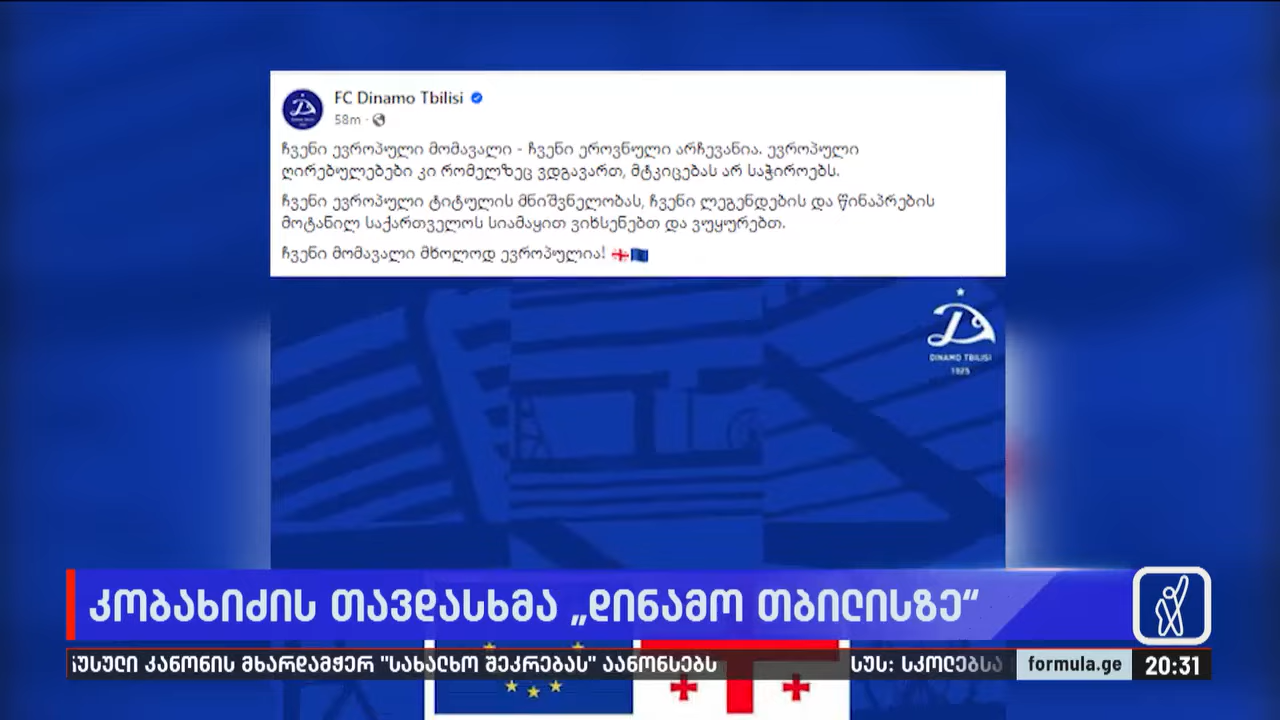 FC Dinamo Tbilisi
58m
ჩვენი ევროპული მომავალი - ჩვენი ეროვნული არჩევანია. ევროპული
ღირებულებები კი რომელზეც ვდგავართ, მტკიცებას არ საჭიროებს.
ჩვენი ევროპული ტიტულის მნიშვნელობას, ჩვენი ლეგენდების და წინაპრების
მოტანილ საქართველოს სიამაყით ვიხსენებთ და ვუყურებთ.
ჩვენი მომავალი მხოლოდ ევროპულია!
DINAMO TBILISI
1925
კობახიძის თავდასხმა „დინამო თბილისზე“
კანონის მხარდამჭერ "სახალხო შეკრებას" აანონსებს
სუს: სკოლებსა
formula.ge
20:31